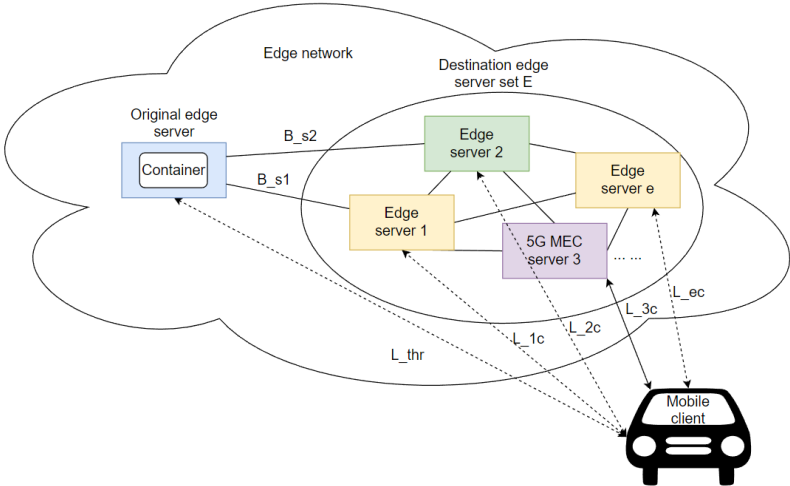 Edge network
Destination edge
server set E
Original edge
server
Container
B_s2
B_s1
Edge
server 2
Edge
server e
Edge
server 1
5G MEC
server 3
... ...
L_ec
L_3c
L_2c
L_1c
L_thr
Mobile
client